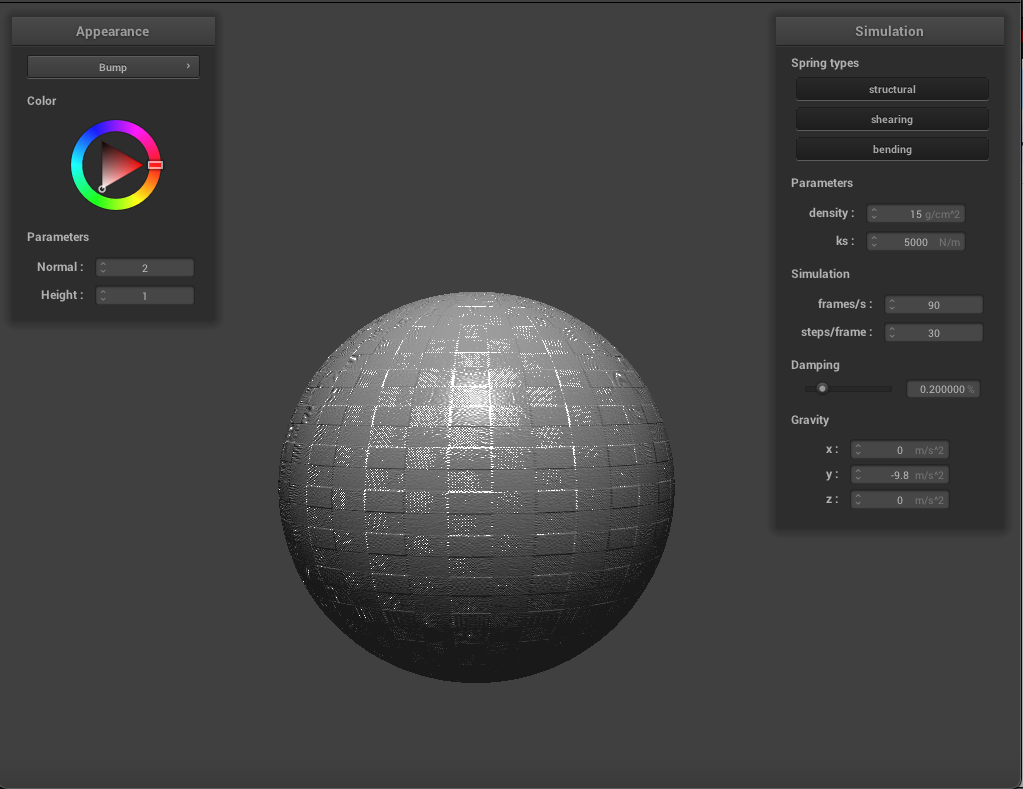 Appearance
Bump
Color
Parameters
Normal : 2
Height : 1
Simulation
Spring types
structural
shearing
bending
Parameters
density : 15 g/cm^2
ks : 5000 N/m
Simulation
frames/s : 90
steps/frame : 30
Damping
0.200000 %
Gravity
x : 0 m/s^2
y : -9.8 m/s^2
z : 0 m/s^2